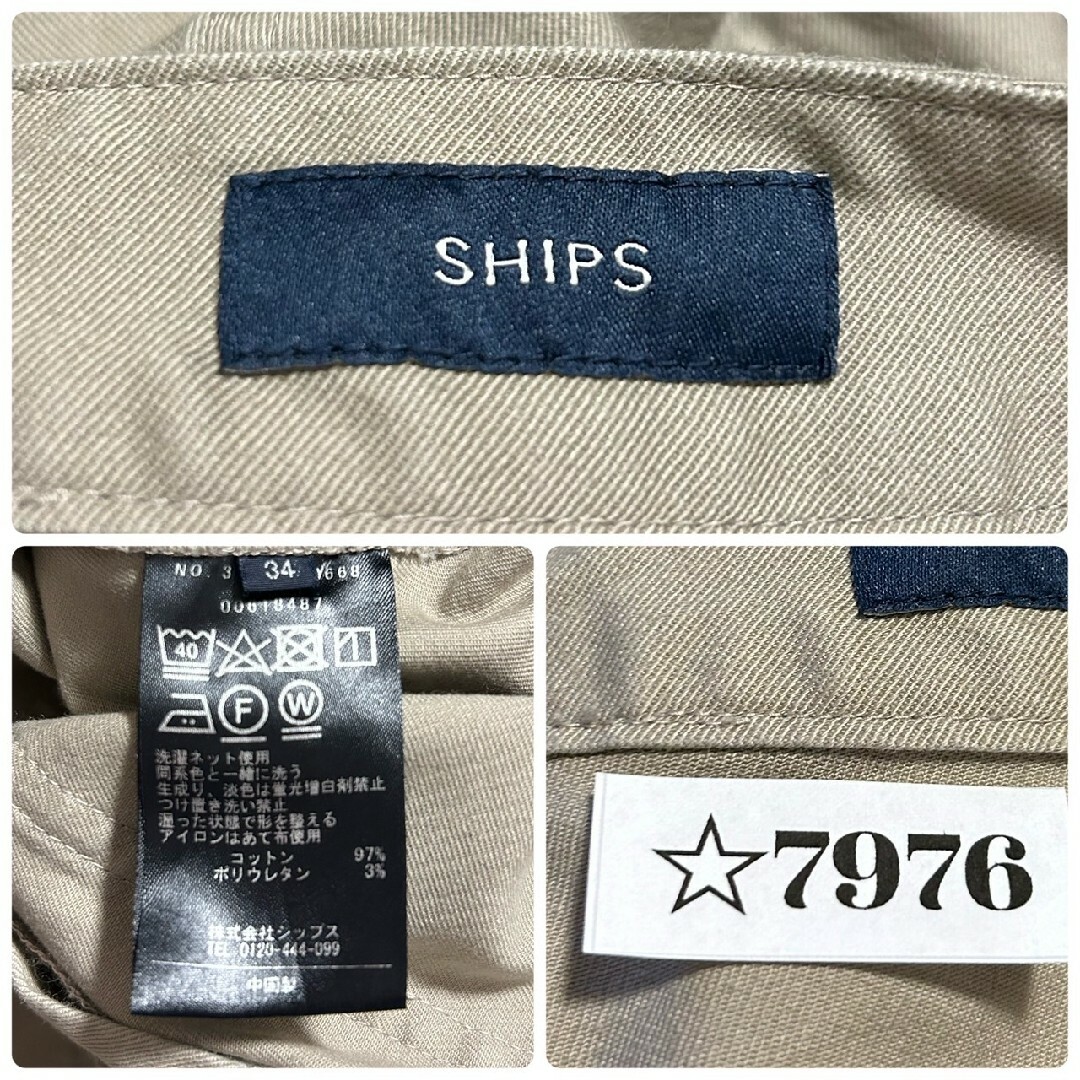 SHIPS
NO. 3 34 668
00618487
40
F
W
洗濯ネット使用
同系色と一緒に洗う
生成り、淡色は蛍光増白剤禁止
つけ置き洗い禁止
湿った状態で形を整える
アイロンはあて布使用
コットン 97%
ポリウレタン 3%
株式会社シップス
TEL 0120-444-099
中国製
☆7976